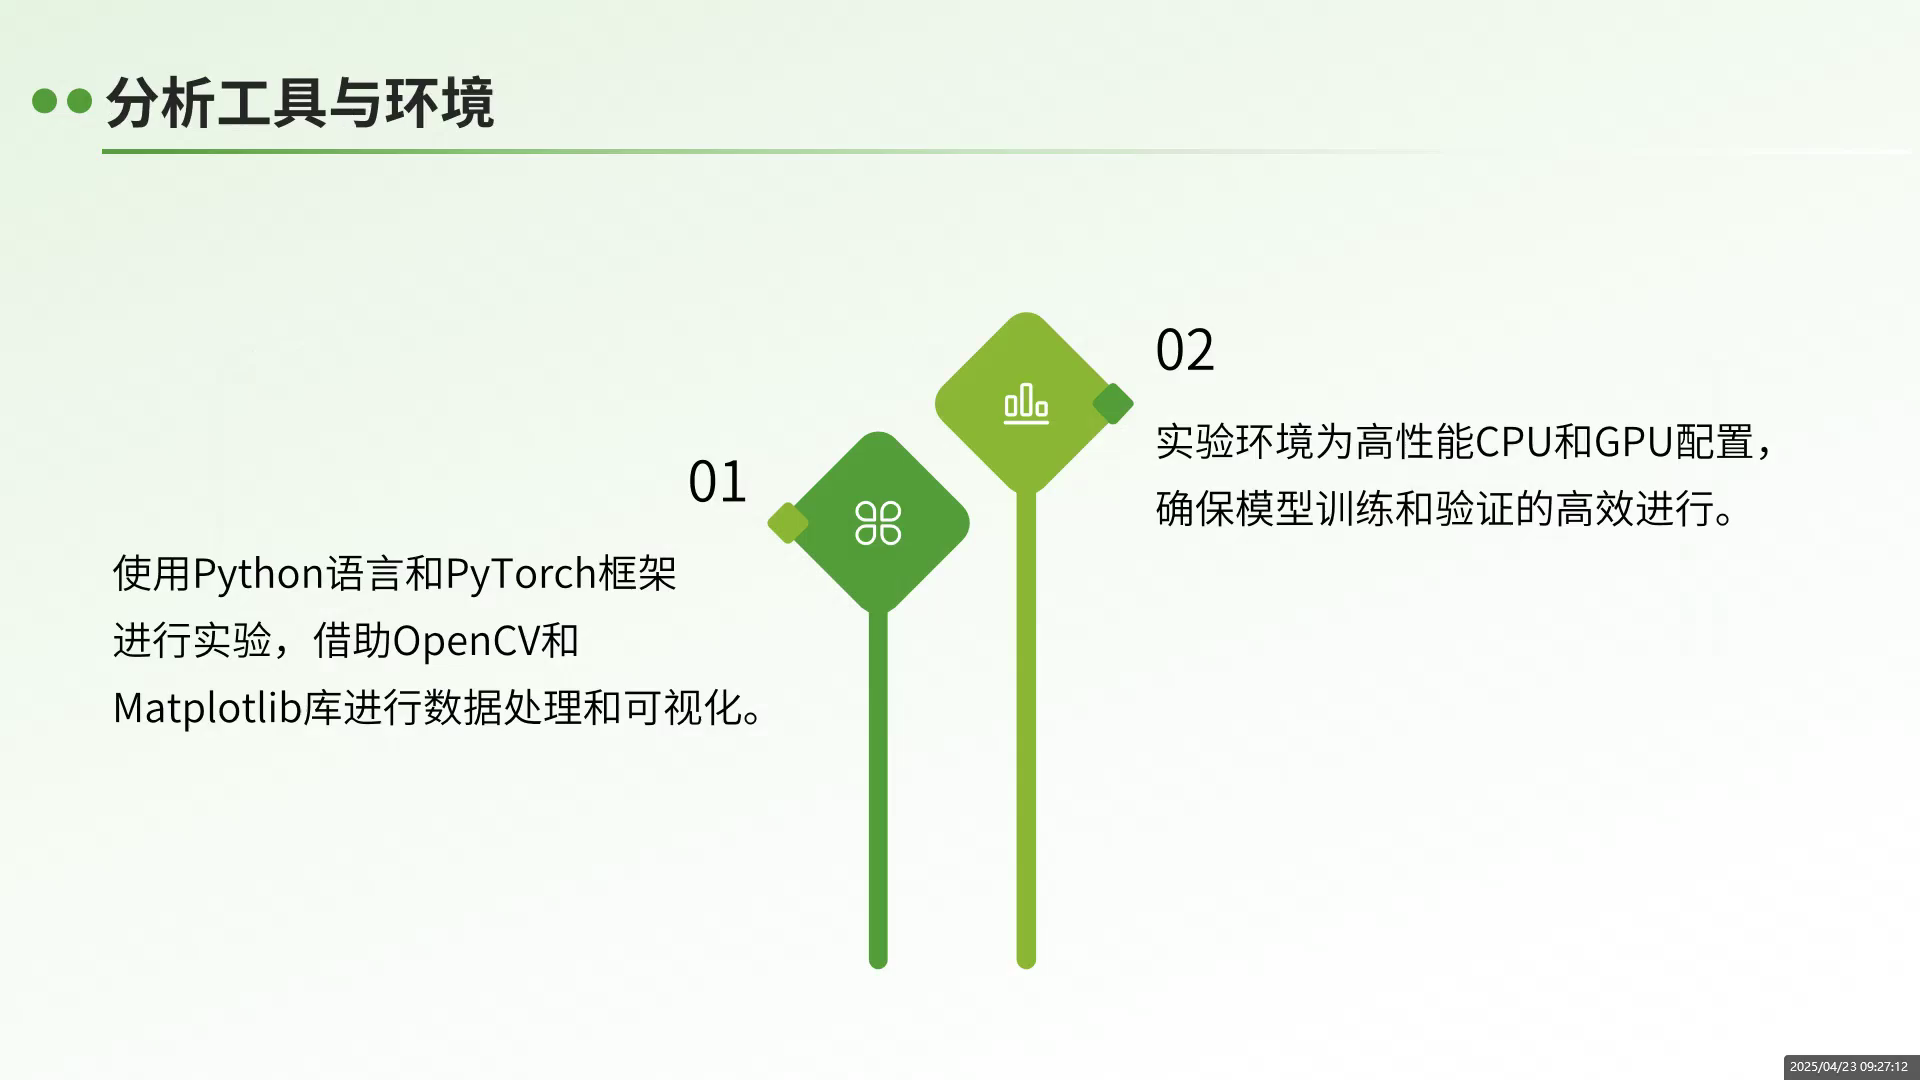 分析工具与环境
01
使用Python语言和PyTorch框架
进行实验，借助OpenCV和
Matplotlib库进行数据处理和可视化。
02
实验环境为高性能CPU和GPU配置，
确保模型训练和验证的高效进行。
2025/04/23 09:27:12